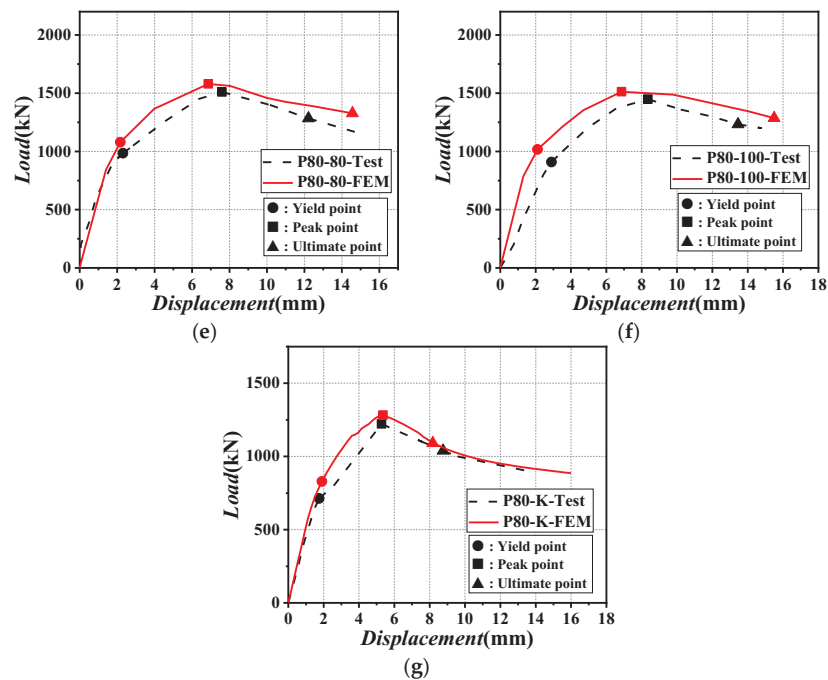 2000
1500
1000
500
0
Load(kN)
P80-80-Test
P80-80-FEM
: Yield point
: Peak point
: Ultimate point
0 2 4 6 8 10 12 14 16
Displacement(mm)
(e)
2000
1500
1000
500
0
Load(kN)
P80-100-Test
P80-100-FEM
: Yield point
: Peak point
: Ultimate point
0 2 4 6 8 10 12 14 16 18
Displacement(mm)
(f)
1500
1000
500
0
Load(kN)
P80-K-Test
P80-K-FEM
: Yield point
: Peak point
: Ultimate point
0 2 4 6 8 10 12 14 16 18
Displacement(mm)
(g)